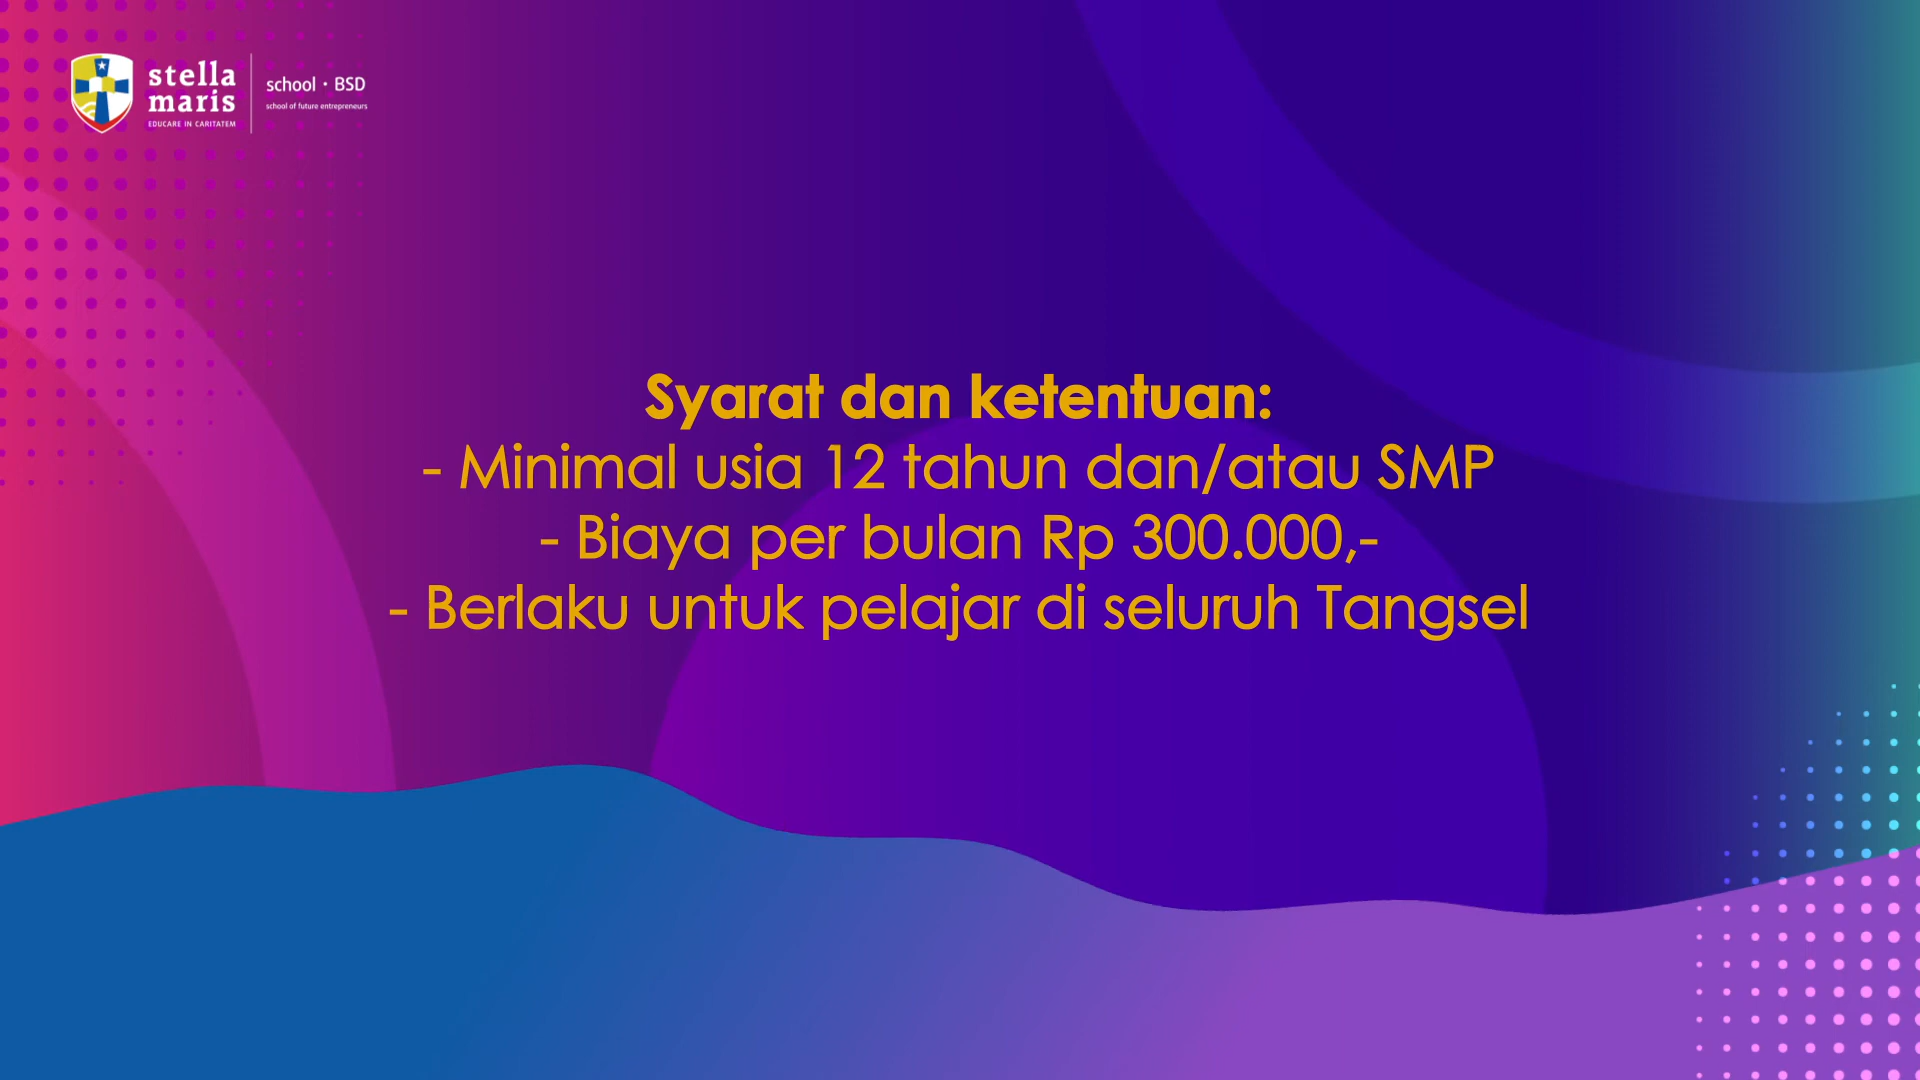 stella
maris
EDUCARE IN CARITATEM
school · BSD
school of future entrepreneurs
Syarat dan ketentuan:
- Minimal usia 12 tahun dan/atau SMP
- Biaya per bulan Rp 300.000,-
- Berlaku untuk pelajar di seluruh Tangsel